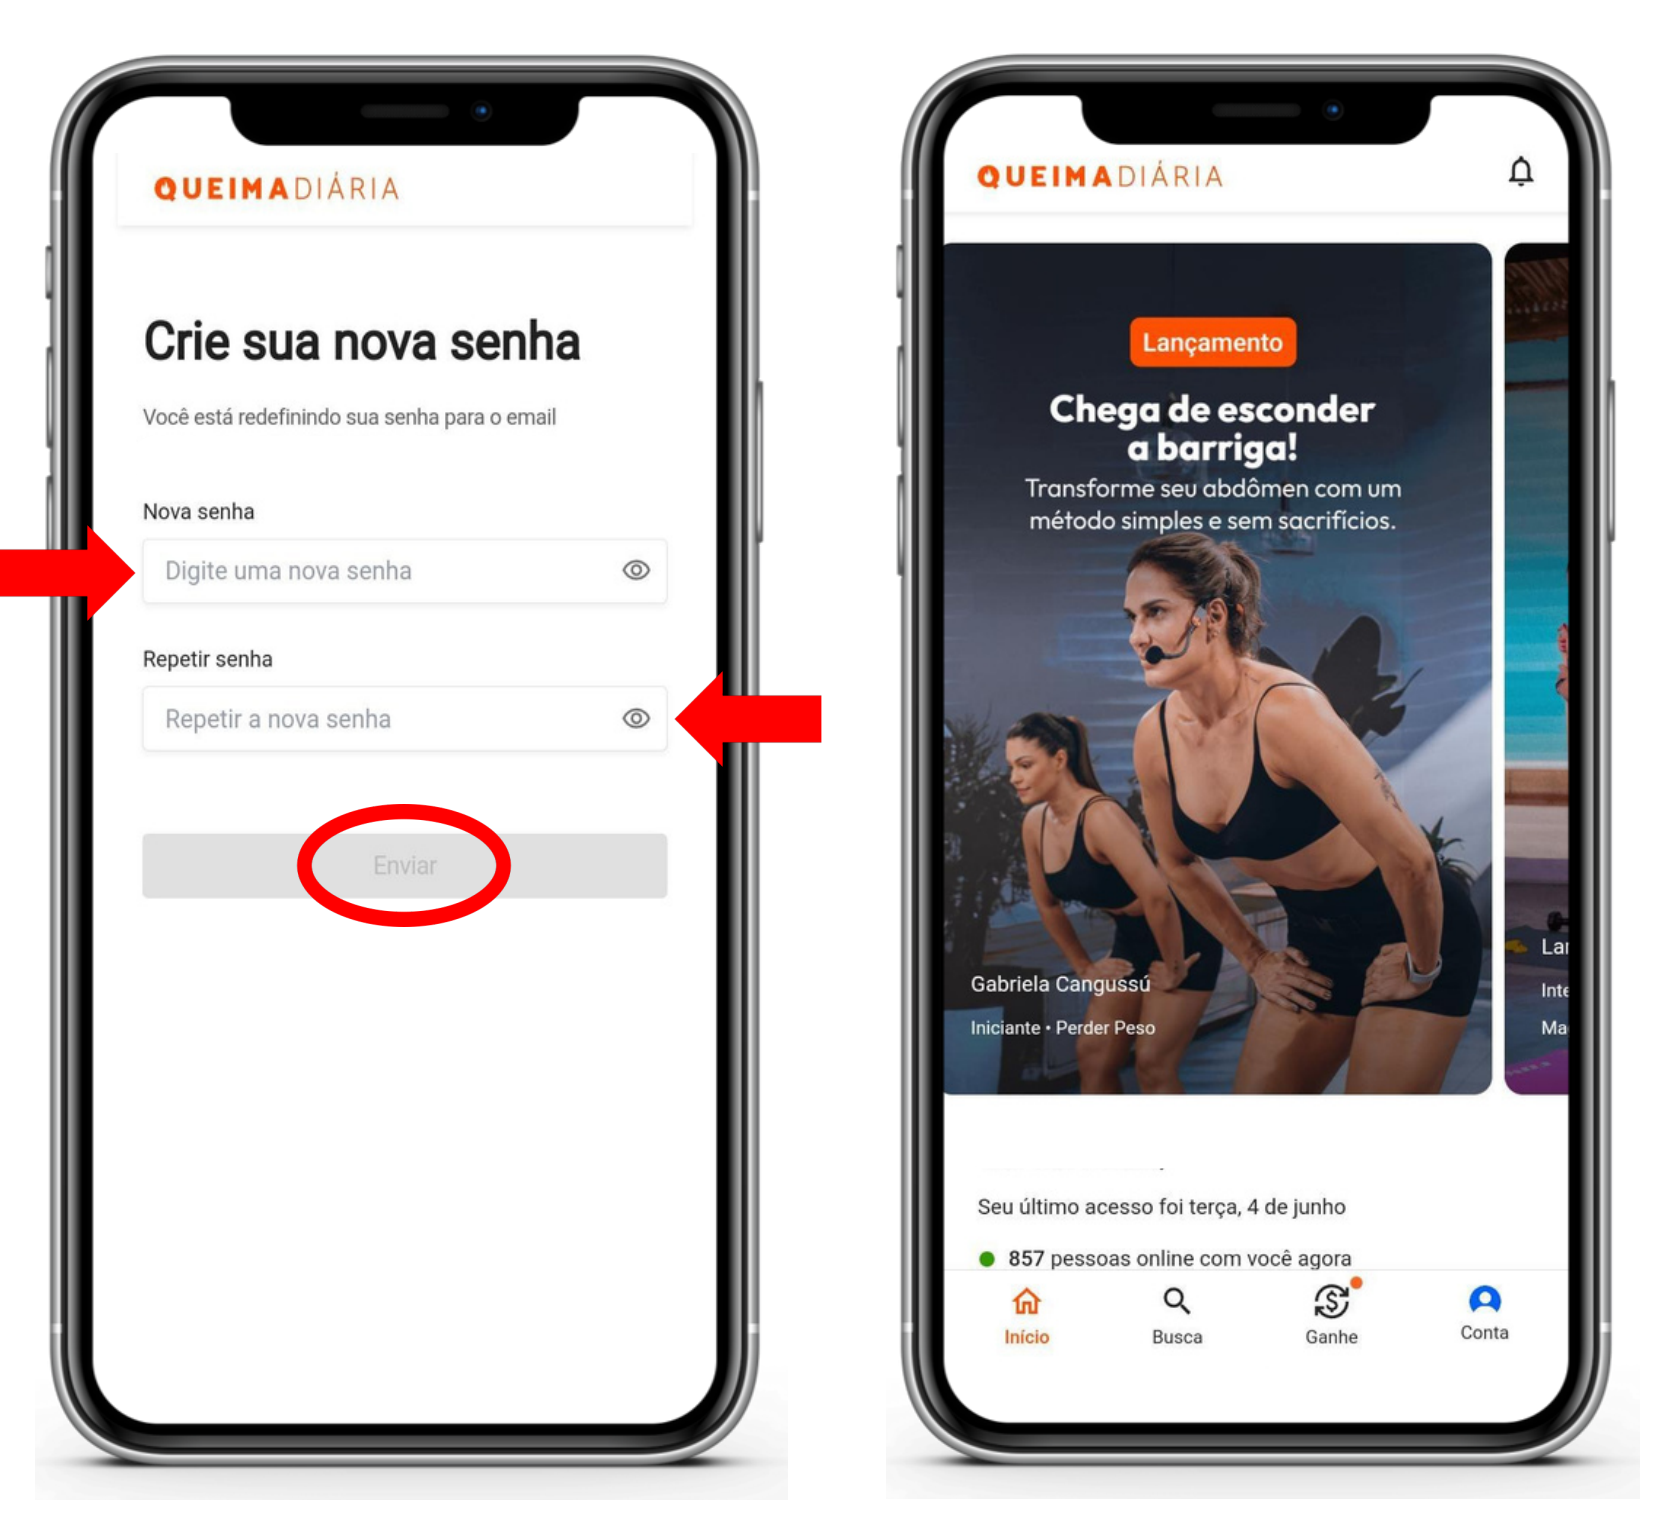 QUEIMADIÁRIA
Crie sua nova senha
Você está redefinindo sua senha para o email
Nova senha
Digite uma nova senha
Repetir senha
Repetir a nova senha
Enviar
QUEIMADIÁRIA
Lançamento
Chega de esconder
a barriga!
Transforme seu abdômen com um
método simples e sem sacrifícios.
Gabriela Cangussú
Iniciante • Perder Peso
Lar
Inte
Ma
Seu último acesso foi terça, 4 de junho
857 pessoas online com você agora
Início
Busca
Ganhe
Conta